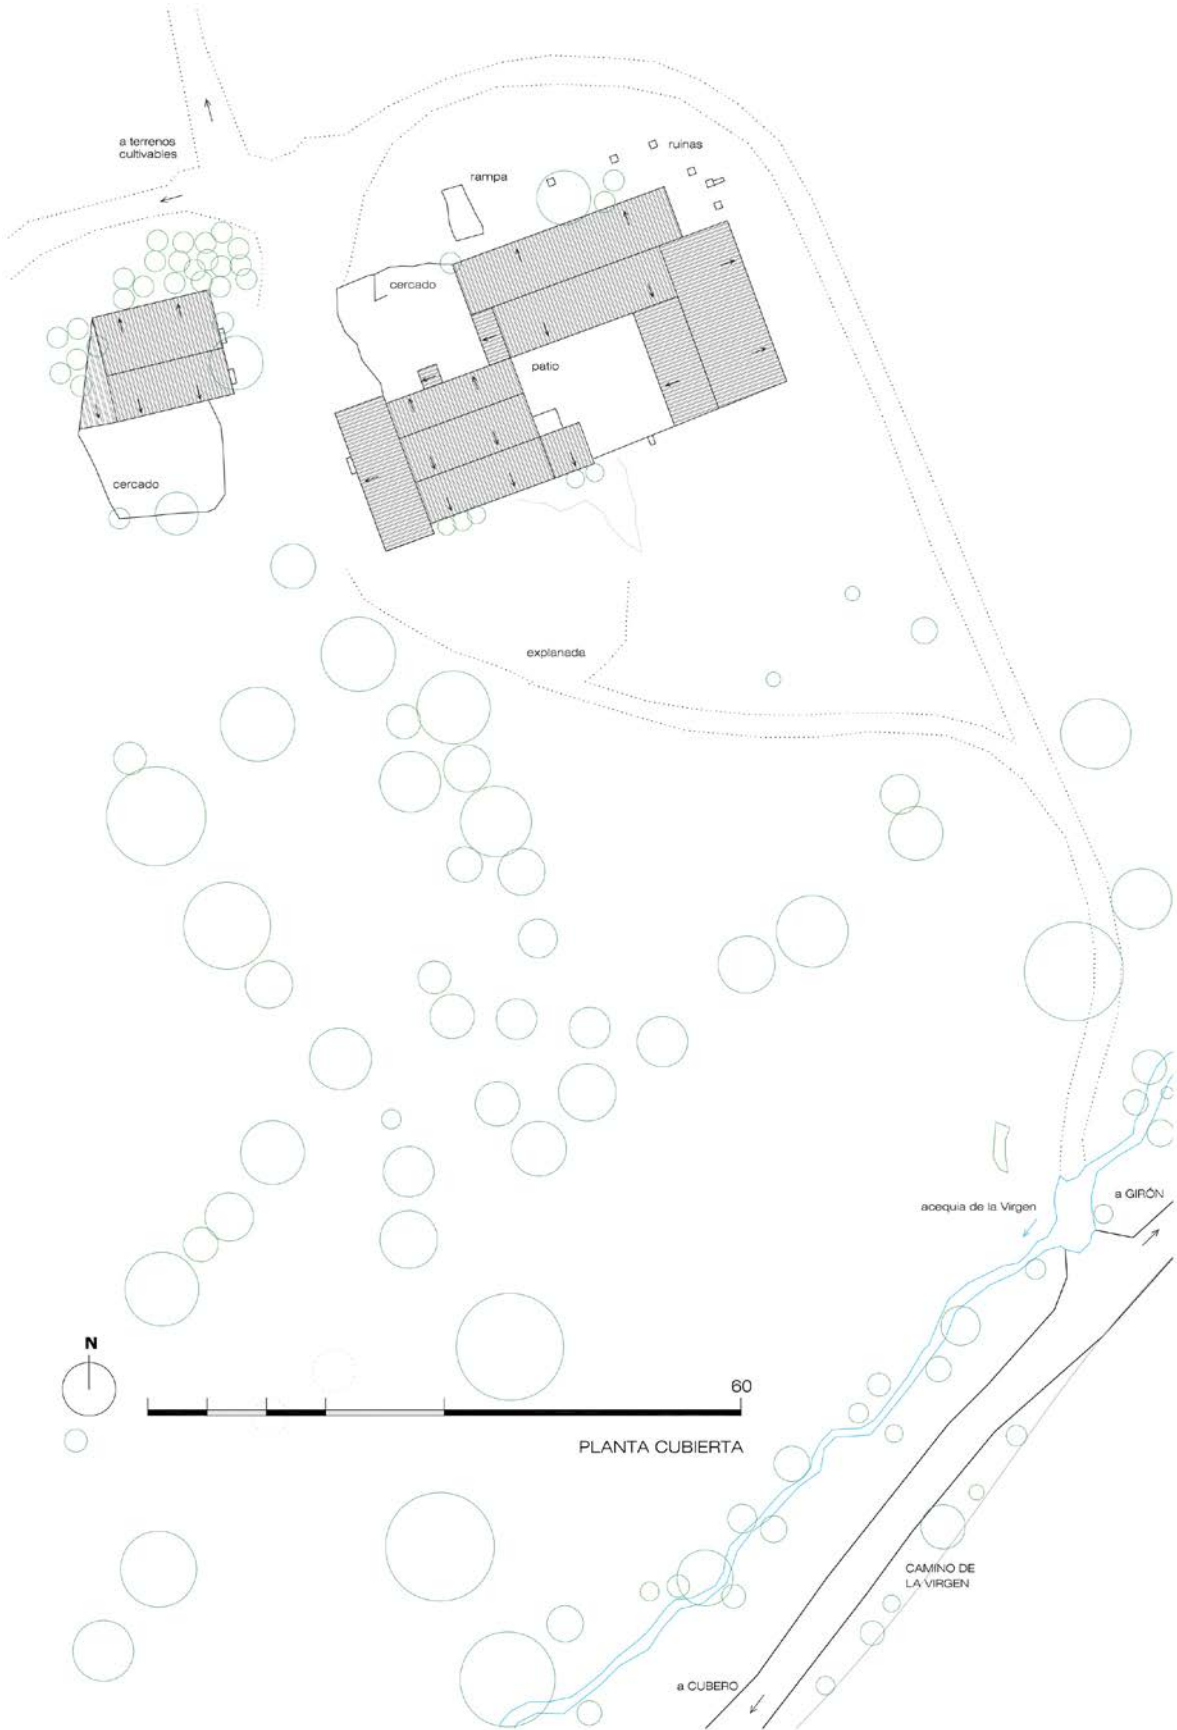 a terrenos
cultivables
ruinas
rampa
cercado
patio
cercado
explanada
a GIRÓN
acequia de la Virgen
N
60
PLANTA CUBIERTA
CAMINO DE
LA VIRGEN
a CUBERO